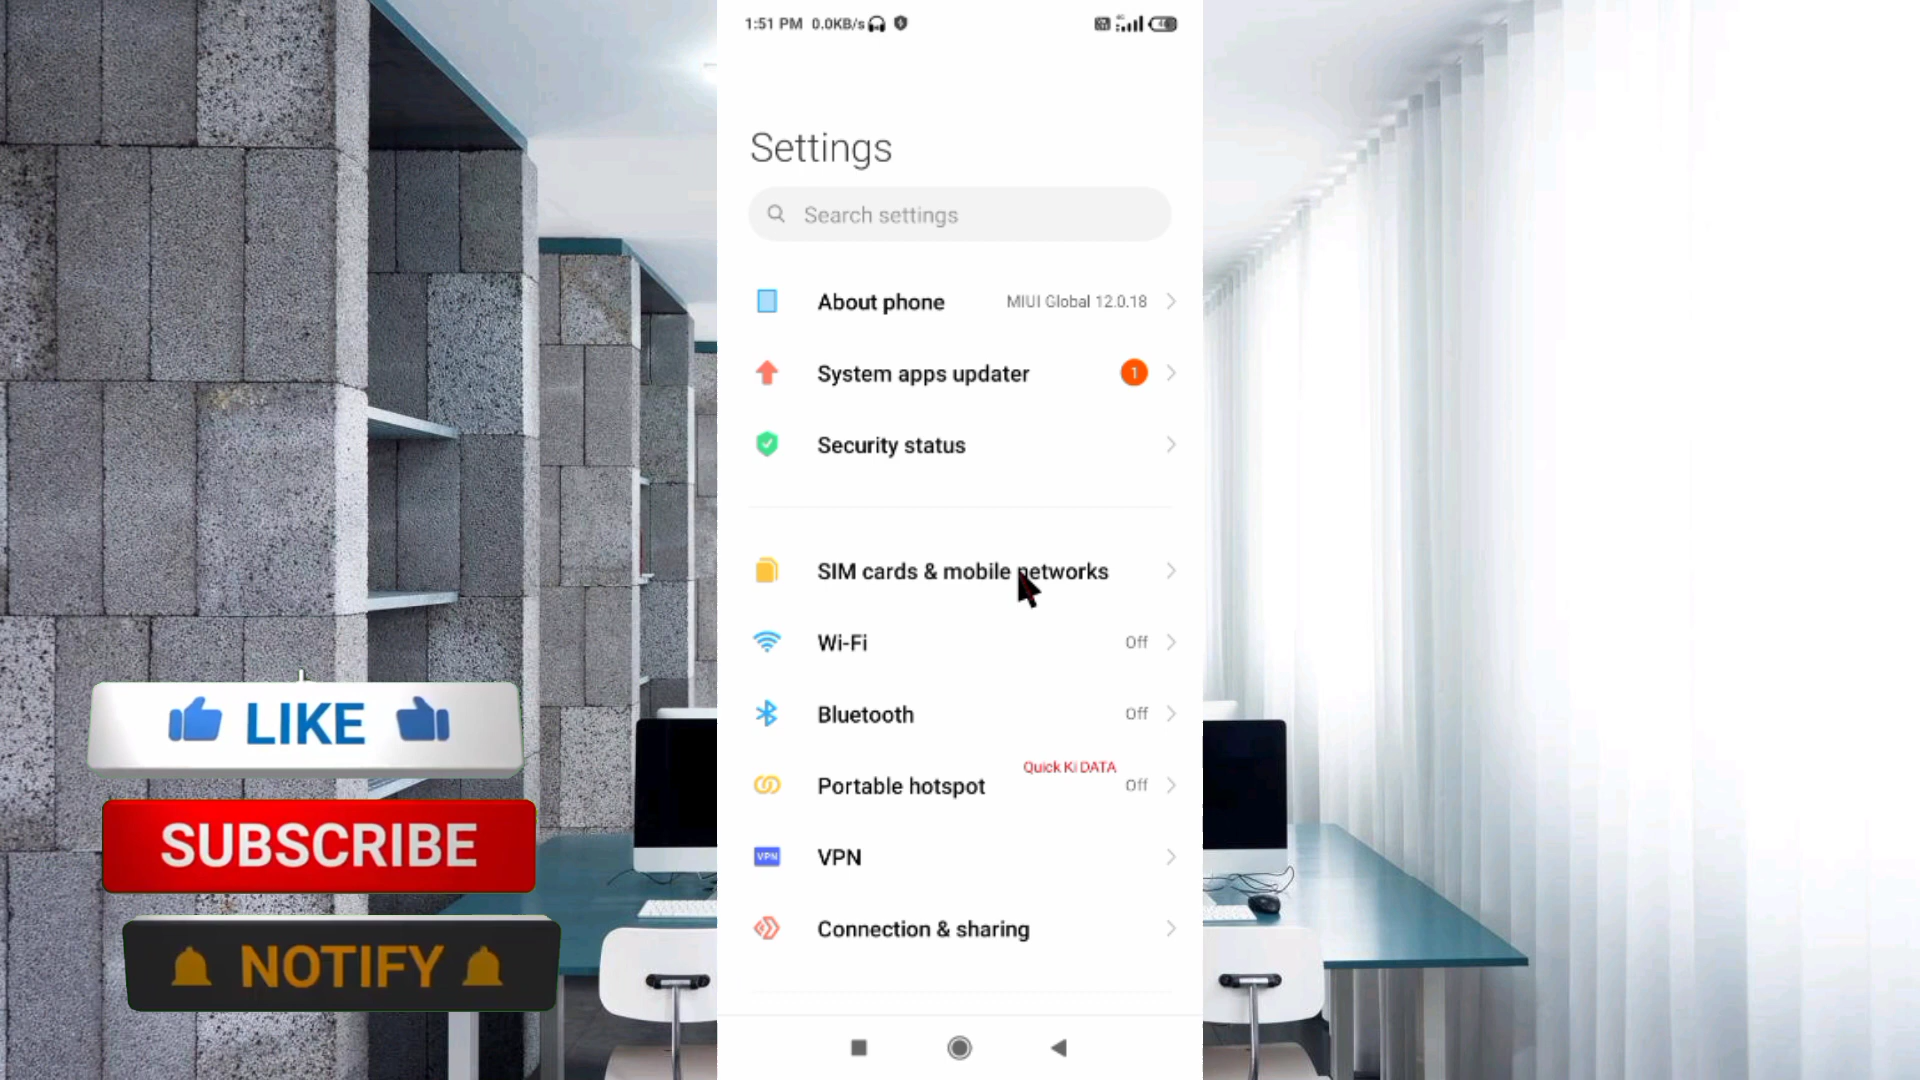 1:51 PM 0.0KB/s
Settings
Search settings
About phone MIUI Global 12.0.18
System apps updater 1
Security status
SIM cards & mobile networks
Wi-Fi Off
Bluetooth Off
Quick Ki DATA
Portable hotspot Off
VPN VPN
Connection & sharing
LIKE
SUBSCRIBE
NOTIFY